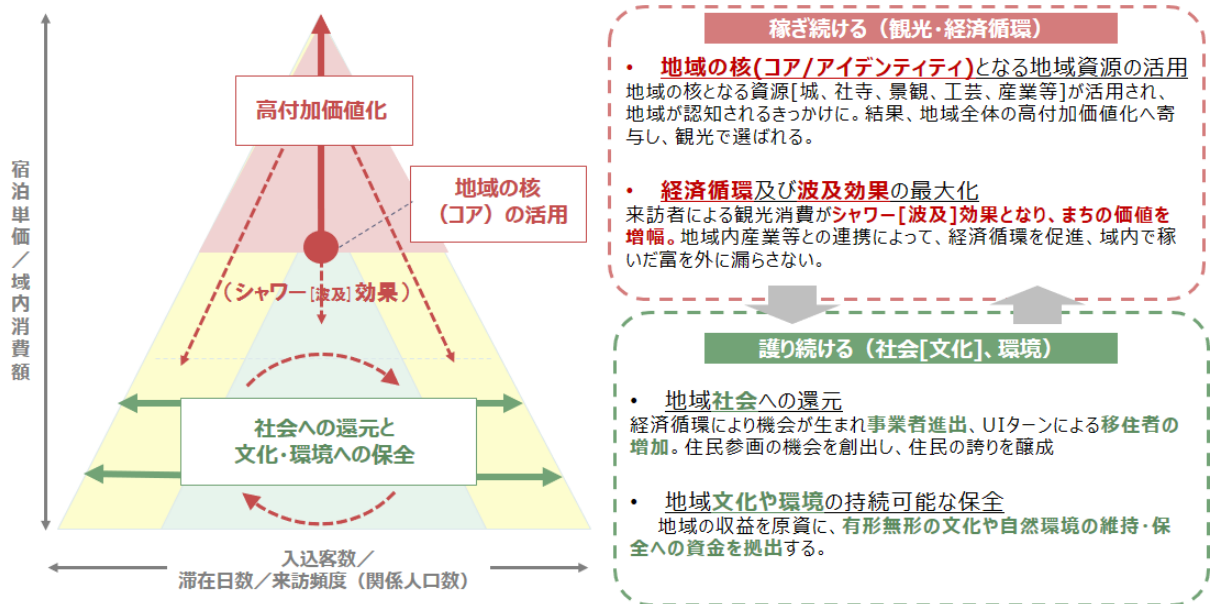 宿泊単価／域内消費額
高付加価値化
地域の核
（コア）の活用
（シャワー[波及]効果）
社会への還元と
文化・環境への保全
入込客数／
滞在日数／来訪頻度（関係人口数）
稼ぎ続ける（観光・経済循環）
• 地域の核(コア/アイデンティティ)となる地域資源の活用
地域の核となる資源[城、社寺、景観、工芸、産業等]が活用され、
地域が認知されるきっかけに。結果、地域全体の高付加価値化へ寄
与し、観光で選ばれる。
• 経済循環及び波及効果の最大化
来訪者による観光消費がシャワー[波及]効果となり、まちの価値を
増幅。地域内産業等との連携によって、経済循環を促進、域内で稼
いだ富を外に漏らさない。
護り続ける（社会[文化]、環境）
• 地域社会への還元
経済循環により機会が生まれ事業者進出、UIターンによる移住者の
増加。住民参画の機会を創出し、住民の誇りを醸成
• 地域文化や環境の持続可能な保全
地域の収益を原資に、有形無形の文化や自然環境の維持・保
全への資金を拠出する。